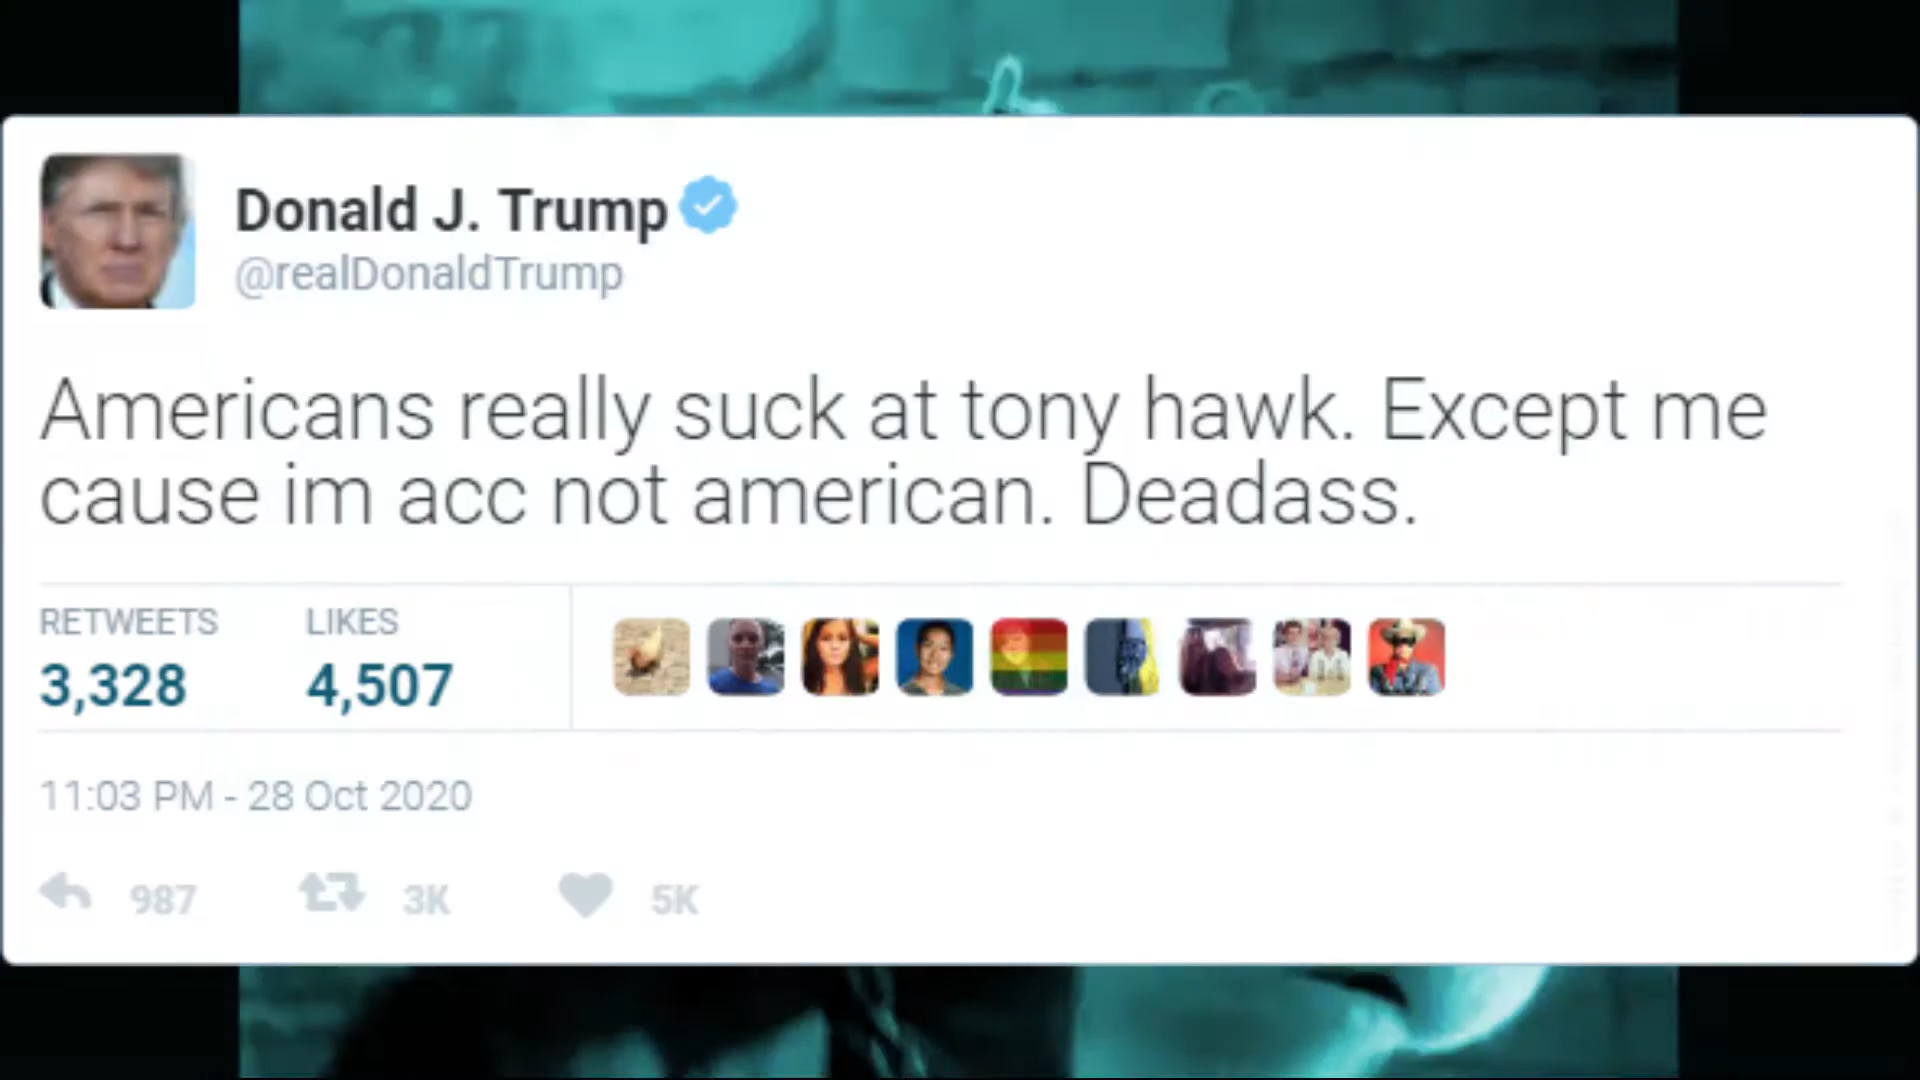 Donald J. Trump
@realDonaldTrump
Americans really suck at tony hawk. Except me
cause im acc not american. Deadass.
RETWEETS LIKES
3,328 4,507
11:03 PM - 28 Oct 2020
987 3K 5K